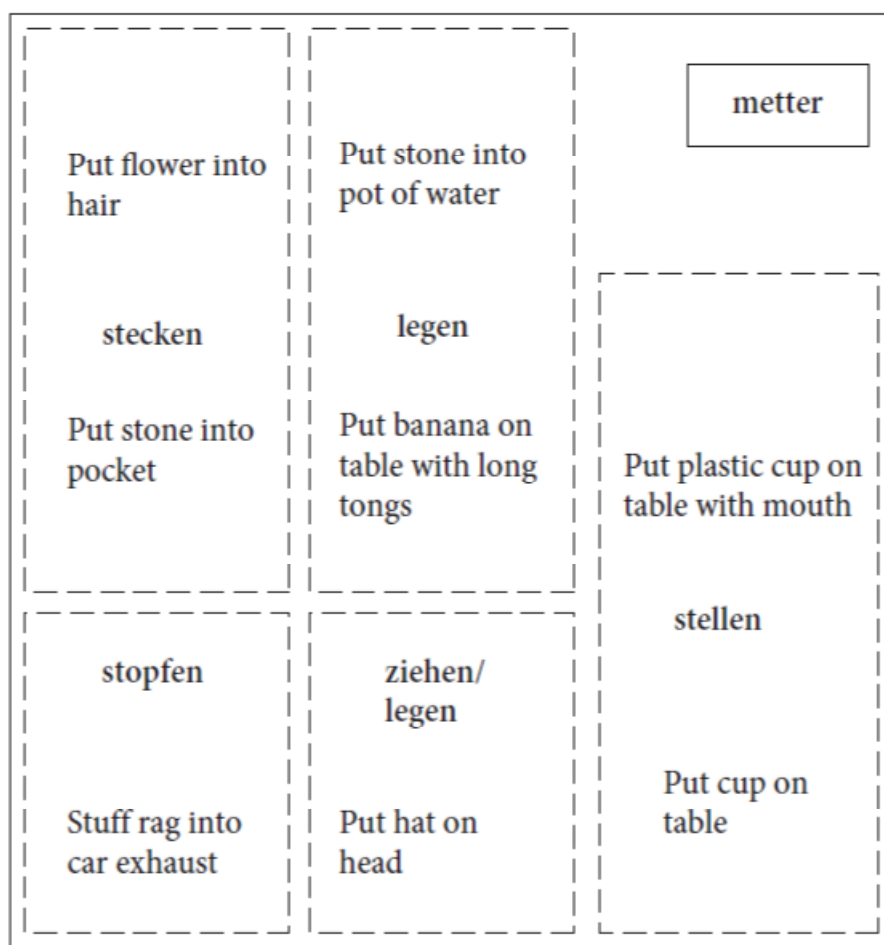 metter
Put flower into
hair
stecken
Put stone into
pocket
Put stone into
pot of water
legen
Put banana on
table with long
tongs
Put plastic cup on
table with mouth
stellen
Put cup on
table
stopfen
Stuff rag into
car exhaust
ziehen/
legen
Put hat on
head